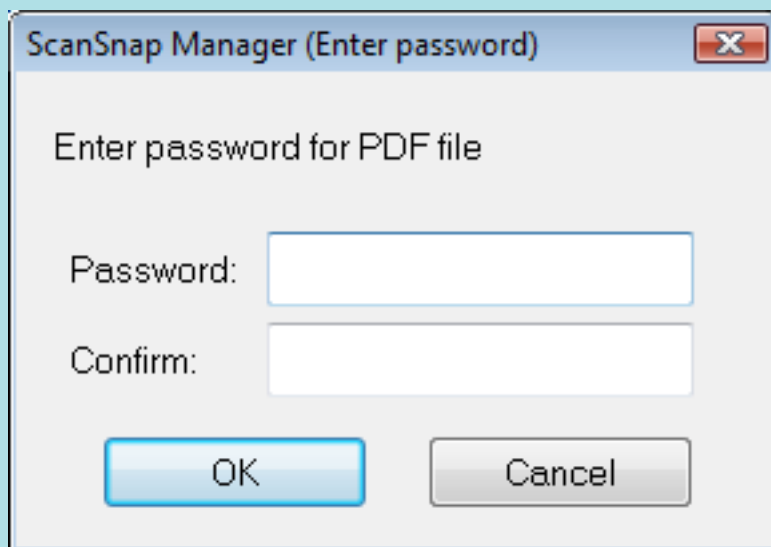 ScanSnap Manager (Enter password)
Enter password for PDF file
Password:
Confirm:
OK Cancel